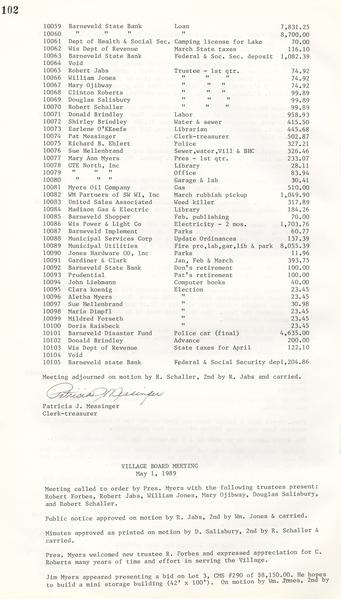 102
10059 Barneveld State Bank Loan 7,831.25
10060 " " " " 8,700.00
10061 Dept of Health & Social Sec. Camping license for Lake 70.00
10062 Wis Dept of Revenue March State taxes 116.10
10063 Barneveld State Bank Federal & Soc. Sec. deposit 1,082.39
10064 Void
10065 Robert Jabs Trustee - 1st qtr. 74.92
10066 William Jones " " " 74.92
10067 Mary Ojibway " " " 74.92
10068 Clinton Roberts " " " 99.89
10069 Douglas Salisbury " " " 99.89
10070 Robert Schaller " " " 99.89
10071 Donald Brindley Labor 958.93
10072 Shirley Brindley Water & sewer 415.50
10073 Earlene O'Keefe Librarian 445.68
10074 Pat Messinger Clerk-treasurer 502.87
10075 Richard B. Ehlert Police 327.21
10076 Sue Hellenbrand Sewer,water,Vill & BHC 326.46
10077 Mary Ann Myers Pres - 1st qtr. 233.07
10078 GTE North, Inc Library 28.11
10079 " " " Office 83.94
10080 " " " Garage & lab 30.41
10081 Myers Oil Company Gas 510.00
10082 WM Partners of SW WI, Inc March rubbish pickup 1,049.90
10083 United Sales Associated Weed killer 317.89
10084 Madison Gas & Electric Library 184.26
10085 Barneveld Shopper Feb. publishing 70.00
10086 Wis Power & Light Co Electricity - 2 mos. 1,703.76
10087 Barneveld Implement Parks 60.75
10088 Municipal Services Corp Update Ordinances 137.39
10089 Municipal Utilities Fire pro,lab,gar,lib & park 8,055.39
10090 Jones Hardware CO, Inc Parks 11.96
10091 Gardiner & Clark Jan, Feb & March 393.75
10092 Barneveld State Bank Don's retirement 100.00
10093 Prudential Pat's retirement 100.00
10094 John Liebmann Computer books 40.00
10095 Clara koenig Election 23.45
10096 Aletha Myers " 23.45
10097 Sue Hellenbrand " 30.98
10098 Marie Dimpfl " 23.45
10099 Mildred Forseth " 23.45
10100 Doris Raisbeck " 23.45
10101 Barneveld Disaster Fund Police car (final) 4,635.00
10102 Donald Brindley Advance 200.00
10103 Wis Dept of Revenue State taxes for April 122.10
10104 Void
10105 Barneveld state Bank Federal & Social Security dep1,204.86
Meeting adjourned on motion by R. Schaller, 2nd by R. Jabs and carried.
Patricia J. Messinger
Patricia J. Messinger
Clerk-treasurer
VILLAGE BOARD MEETING
May 1, 1989
Meeting called to order by Pres. Myers with the following trustees present:
Robert Forbes, Robert Jabs, William Jones, Mary Ojibway, Douglas Salisbury,
and Robert Schaller.
Public notice approved on motion by R. Jabs, 2nd by Wm. Jones & carried.
Minutes approved as printed on motion by D. Salisbury, 2nd by R. Schaller &
carried.
Pres. Myers welcomed new trustee R. Forbes and expressed appreciation for C.
Roberts many years of time and effort in serving the Village.
Jim Myers appeared presenting a bid on Lot 3, CMS #290 of $8,150.00. He hopes
to build a mini storage building (42' x 100'). On motion by Wm. Jones, 2nd by